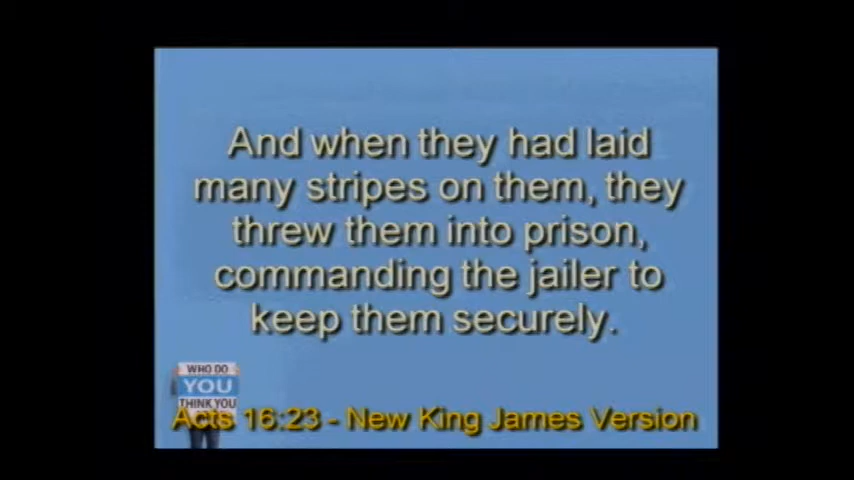 And when they had laid
many stripes on them, they
threw them into prison,
commanding the jailer to
keep them securely.
WHO DO
YOU
THINK YOU
Acts 16:23 - New King James Version